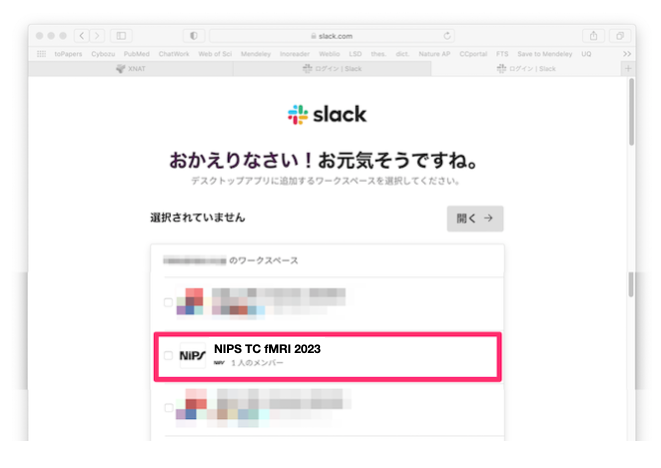 slack.com
toPapers Cybozu PubMed ChatWork Web of Sci Mendeley Inoreader Weblio LSD thes. dict. Nature AP CCportal FTS Save to Mendeley UQ >>
XNAT
ログイン | Slack
ログイン | Slack
slack
おかえりなさい！お元気そうですね。
デスクトップアプリに追加するワークスペースを選択してください。
選択されていません
開く →
のワークスペース
NIPS
NIPS TC fMRI 2023
1 人のメンバー